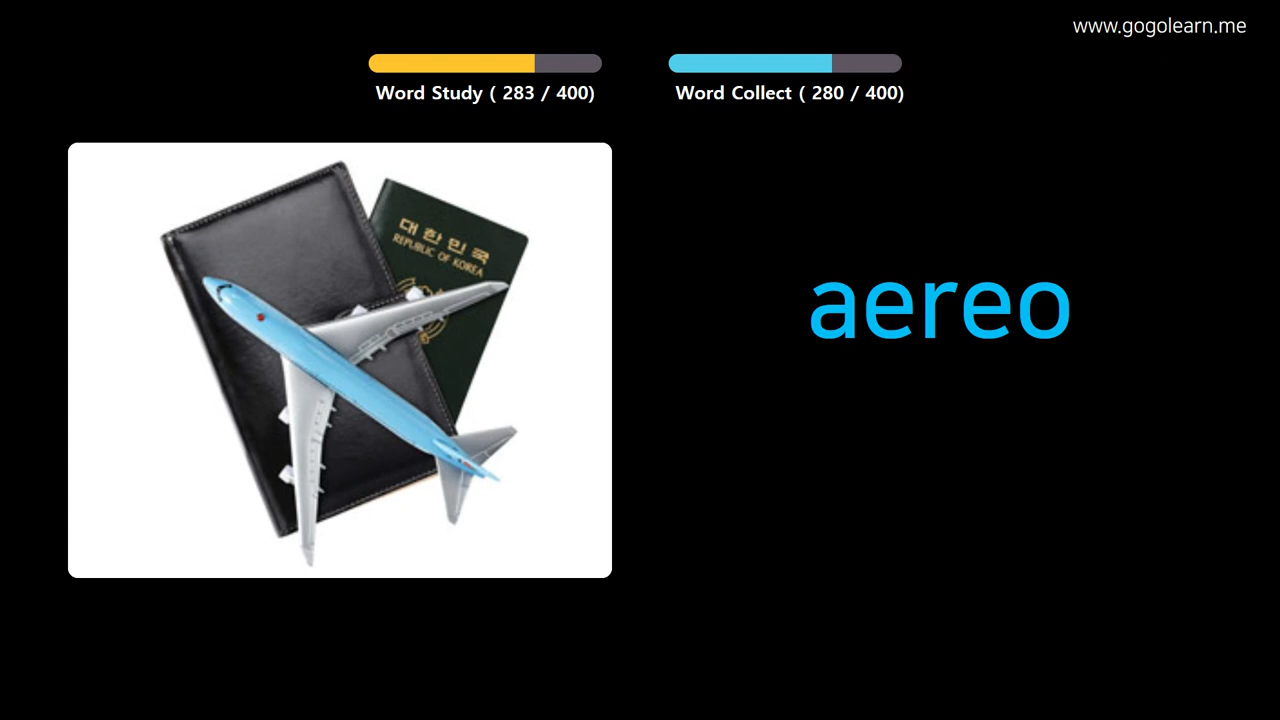 www.gogolearn.me
Word Study ( 283 / 400)
Word Collect ( 280 / 400)
대한민국
REPUBLIC OF KOREA
aereo